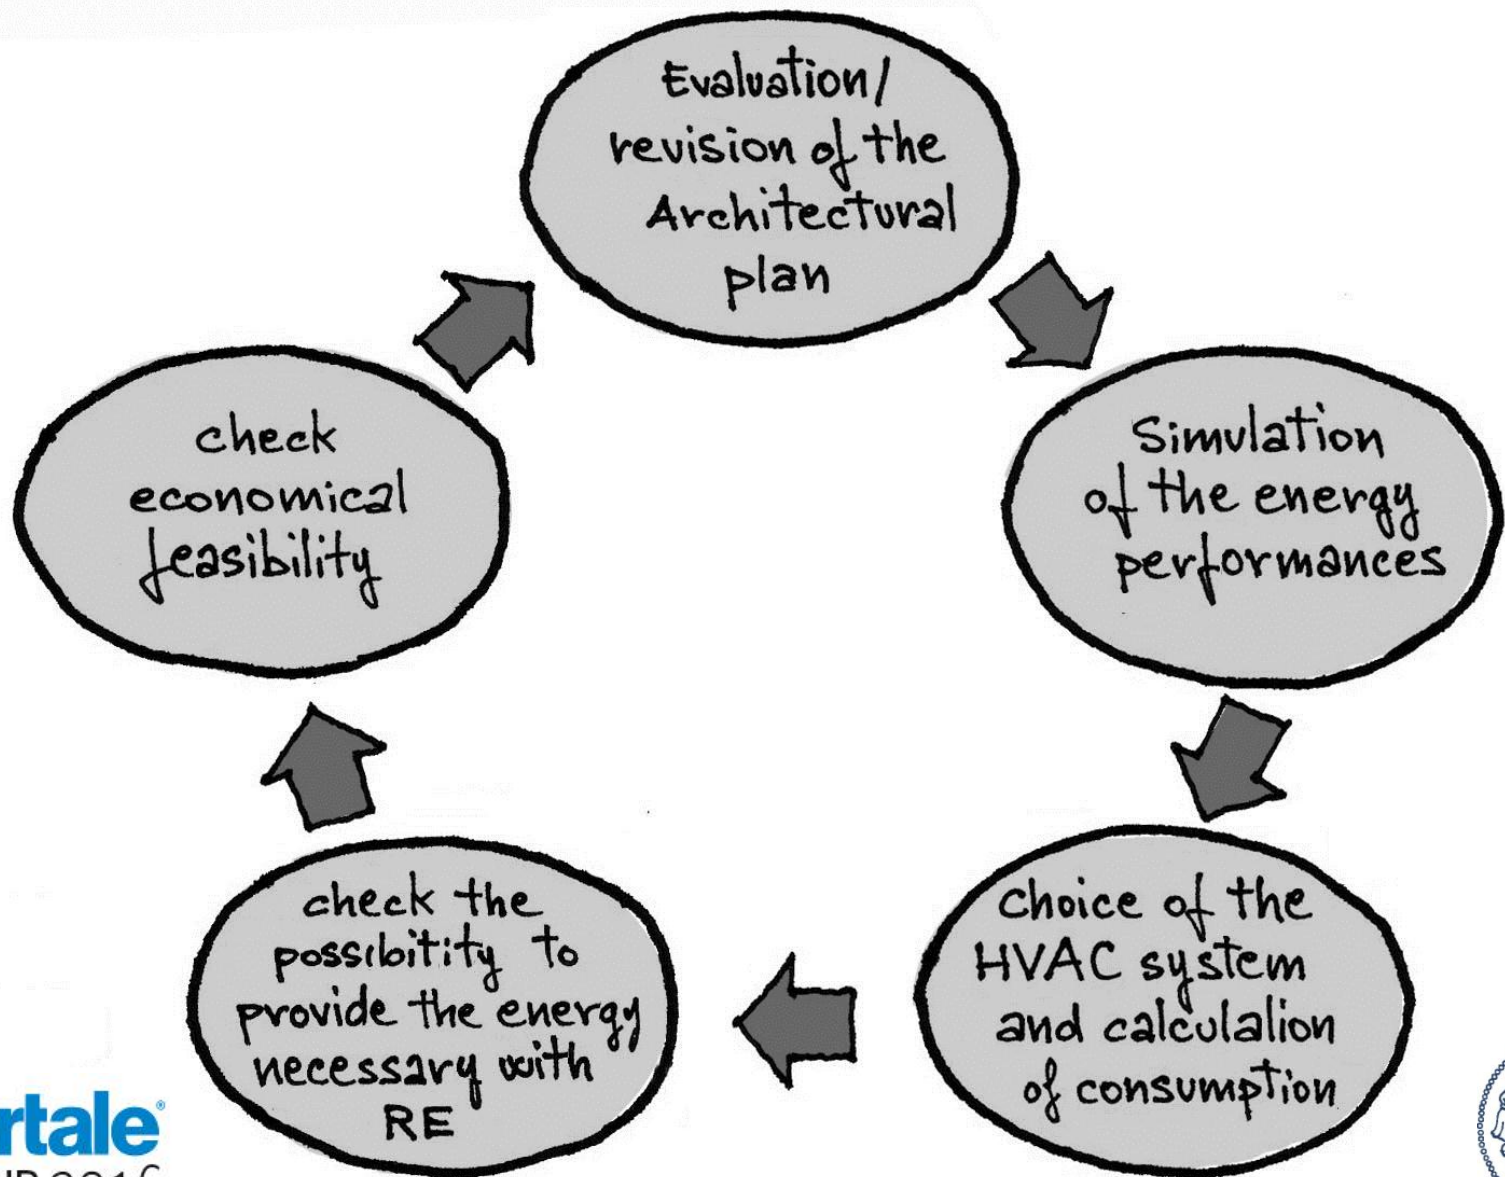 Evaluation/
revision of the
Architectural
plan
Simulation
of the energy
performances
choice of the
HVAC system
and calculalion
of consumption
check the
possibitity to
provide the energy
necessary with
RE
check
economical
feasibility
rtale